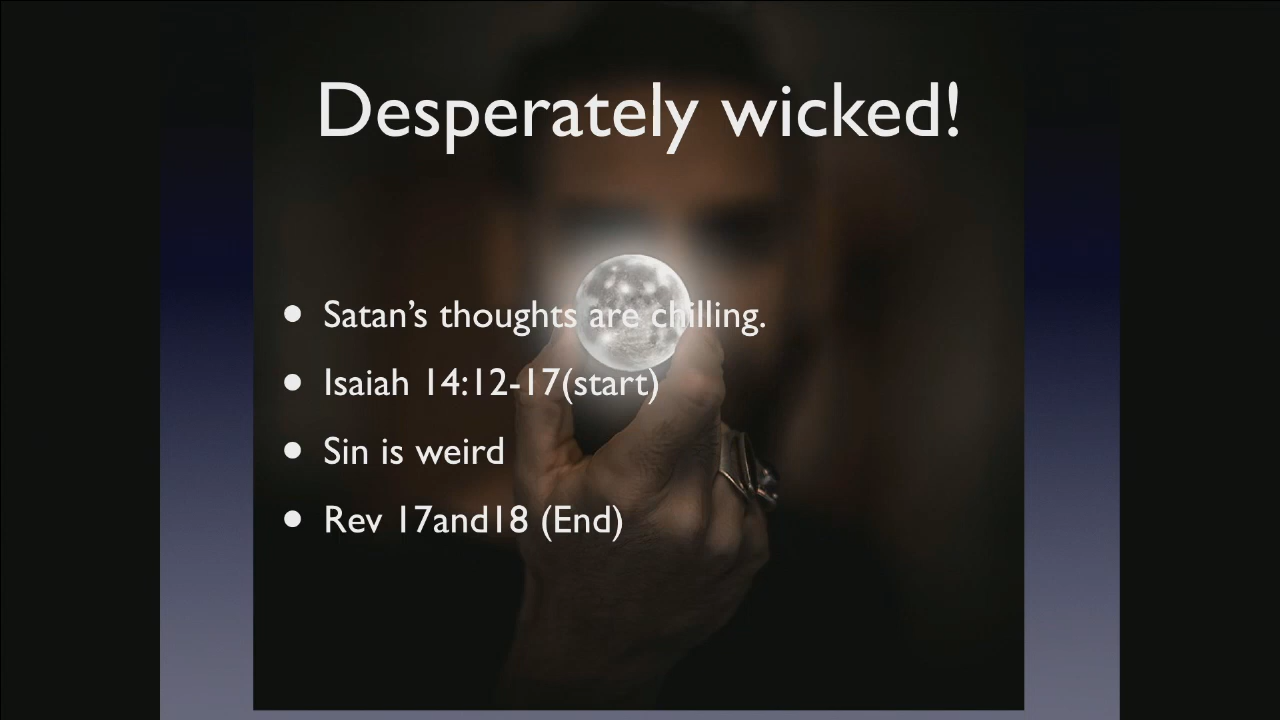 Desperately wicked!
• Satan’s thoughts are chilling.
• Isaiah 14:12-17(start)
• Sin is weird
• Rev 17and18 (End)